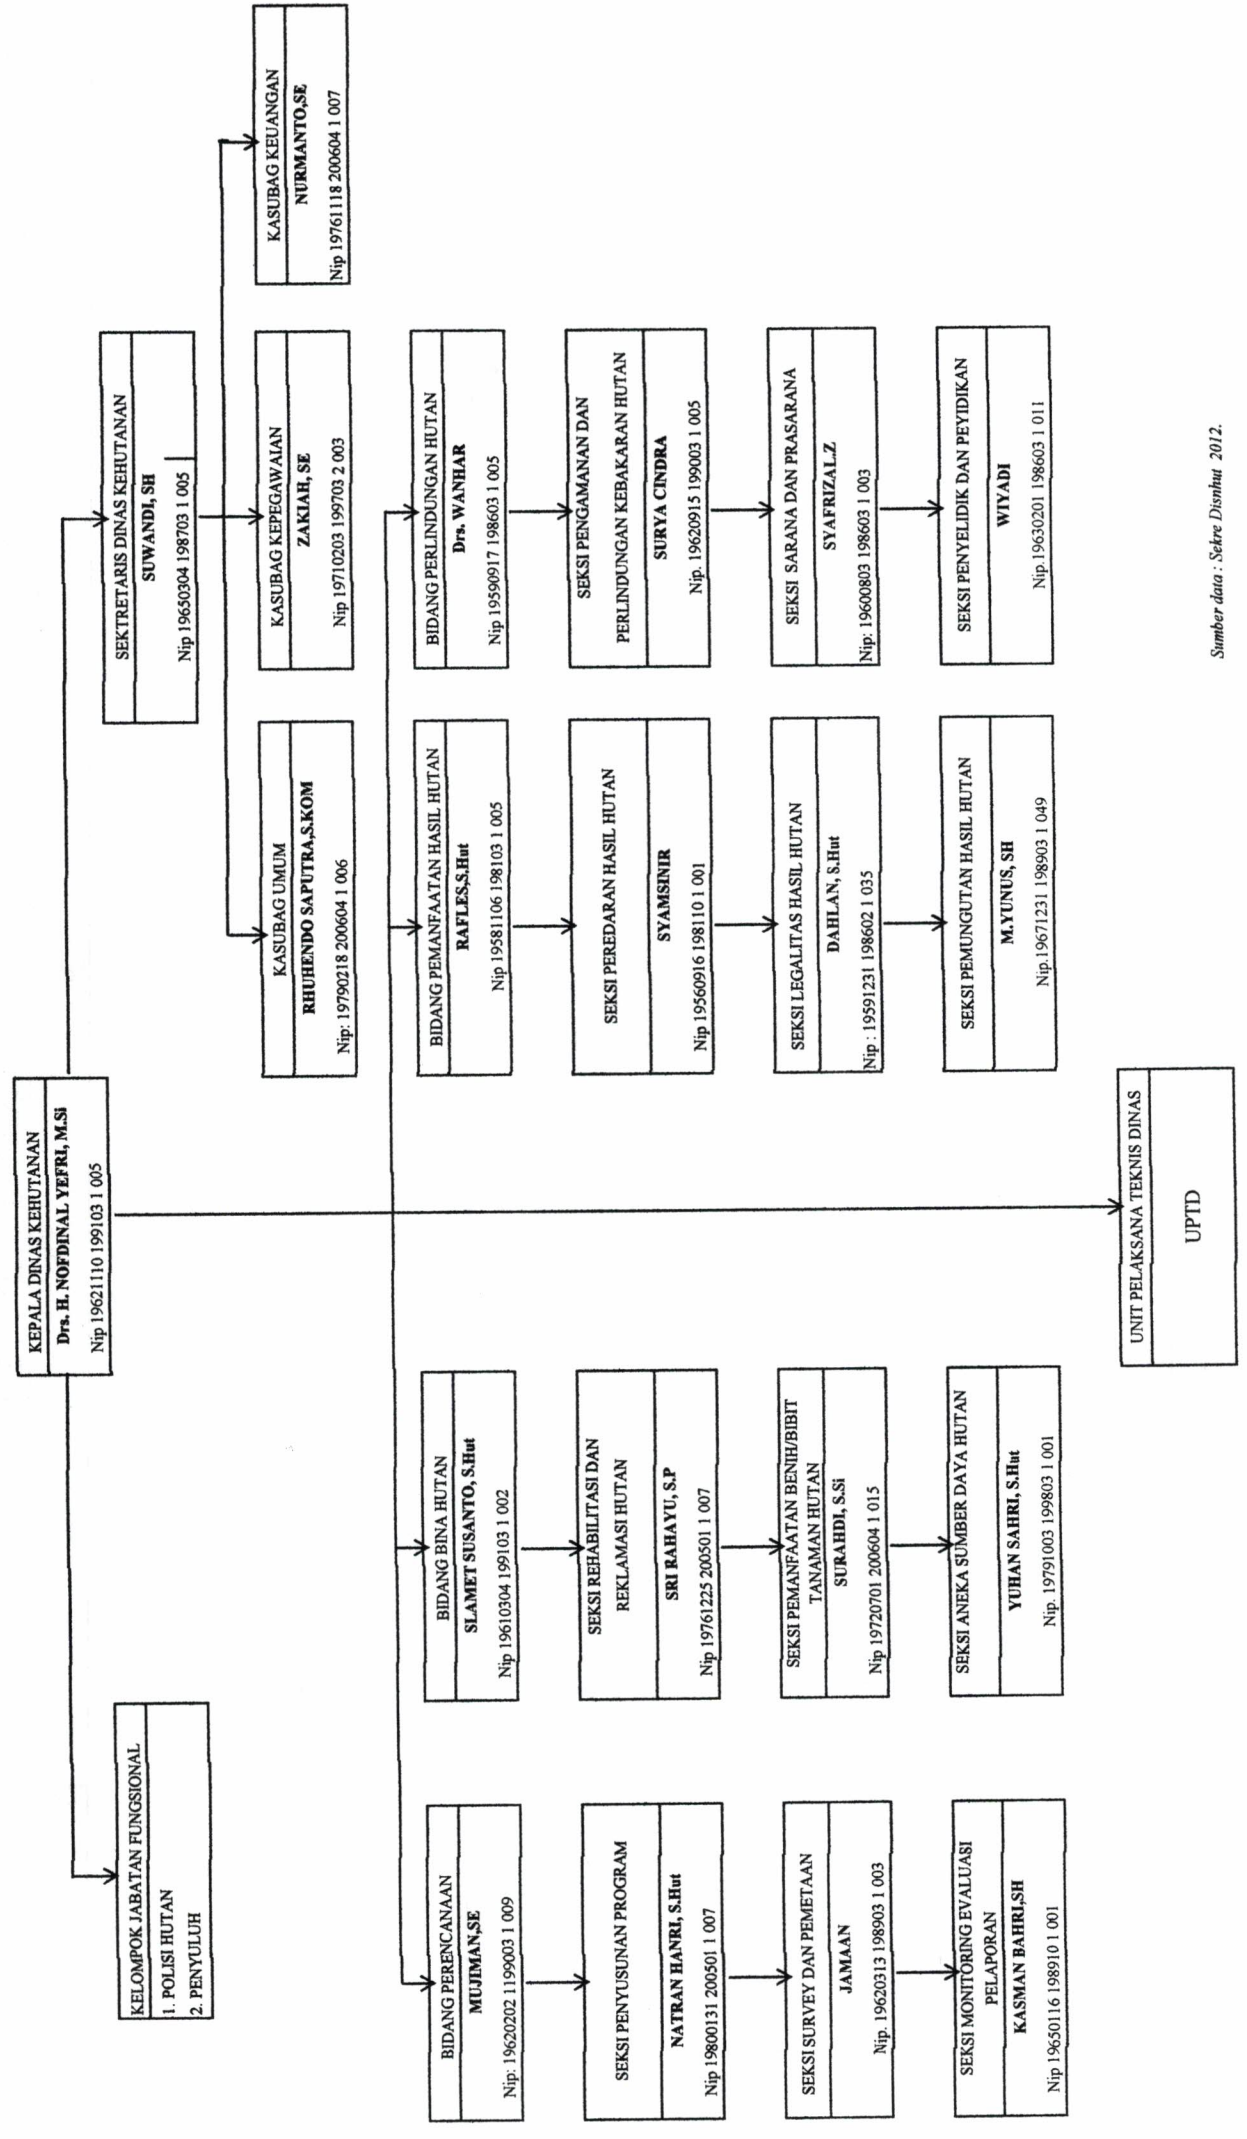 KEPALA DINAS KEHUTANAN
Drs. H. NOFDINAL YEFRI, M.Si
Nip 19621110 199103 1 005
KELOMPOK JABATAN FUNGSIONAL
1. POLISI HUTAN
2. PENYULUH
SEKTRETARIS DINAS KEHUTANAN
SUWANDI, SH
Nip 19650304 198703 1 005
KASUBAG UMUM
RHUHENDO SAPUTRA,S.KOM
Nip: 19790218 200604 1 006
KASUBAG KEPEGAWAIAN
ZAKIAH, SE
Nip 19710203 199703 2 003
KASUBAG KEUANGAN
NURMANTO,SE
Nip 19761118 200604 1 007
BIDANG PERENCANAAN
MUJIMAN,SE
Nip: 19620202 1199003 1 009
BIDANG BINA HUTAN
SLAMET SUSANTO, S.Hut
Nip 19610304 199103 1 002
BIDANG PEMANFAATAN HASIL HUTAN
RAFLES,S.Hut
Nip 19581106 198103 1 005
BIDANG PERLINDUNGAN HUTAN
Drs. WANHAR
Nip 19590917 198603 1 005
SEKSI PENYUSUNAN PROGRAM
NATRAN HANRI, S.Hut
Nip 19800131 200501 1 007
SEKSI REHABILITASI DAN
REKLAMASI HUTAN
SRI RAHAYU, S.P
Nip 19761225 200501 1 007
SEKSI PEREDARAN HASIL HUTAN
SYAMSINIR
Nip 19560916 198110 1 001
SEKSI PENGAMANAN DAN
PERLINDUNGAN KEBAKARAN HUTAN
SURYA CINDRA
Nip. 19620915 199003 1 005
SEKSI SURVEY DAN PEMETAAN
JAMAAN
Nip. 19620313 198903 1 003
SEKSI PEMANFAATAN BENIH/BIBIT
TANAMAN HUTAN
SURAHDI, S.Si
Nip 19720701 200604 1 015
SEKSI LEGALITAS HASIL HUTAN
DAHLAN, S.Hut
Nip : 19591231 198602 1 035
SEKSI SARANA DAN PRASARANA
SYAFRIZAL.Z
Nip: 19600803 198603 1 003
SEKSI MONITORING EVALUASI
PELAPORAN
KASMAN BAHRI,SH
Nip 19650116 198910 1 001
SEKSI ANEKA SUMBER DAYA HUTAN
YUHAN SAHRI, S.Hut
Nip. 19791003 199803 1 001
SEKSI PEMUNGUTAN HASIL HUTAN
M.YUNUS, SH
Nip.19671231 198903 1 049
SEKSI PENYELIDIK DAN PEYIDIKAN
WIYADI
Nip.19630201 198603 1 011
UNIT PELAKSANA TEKNIS DINAS
UPTD
Sumber data : Sekre Disnhut 2012.